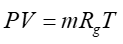 PV = mR_gT